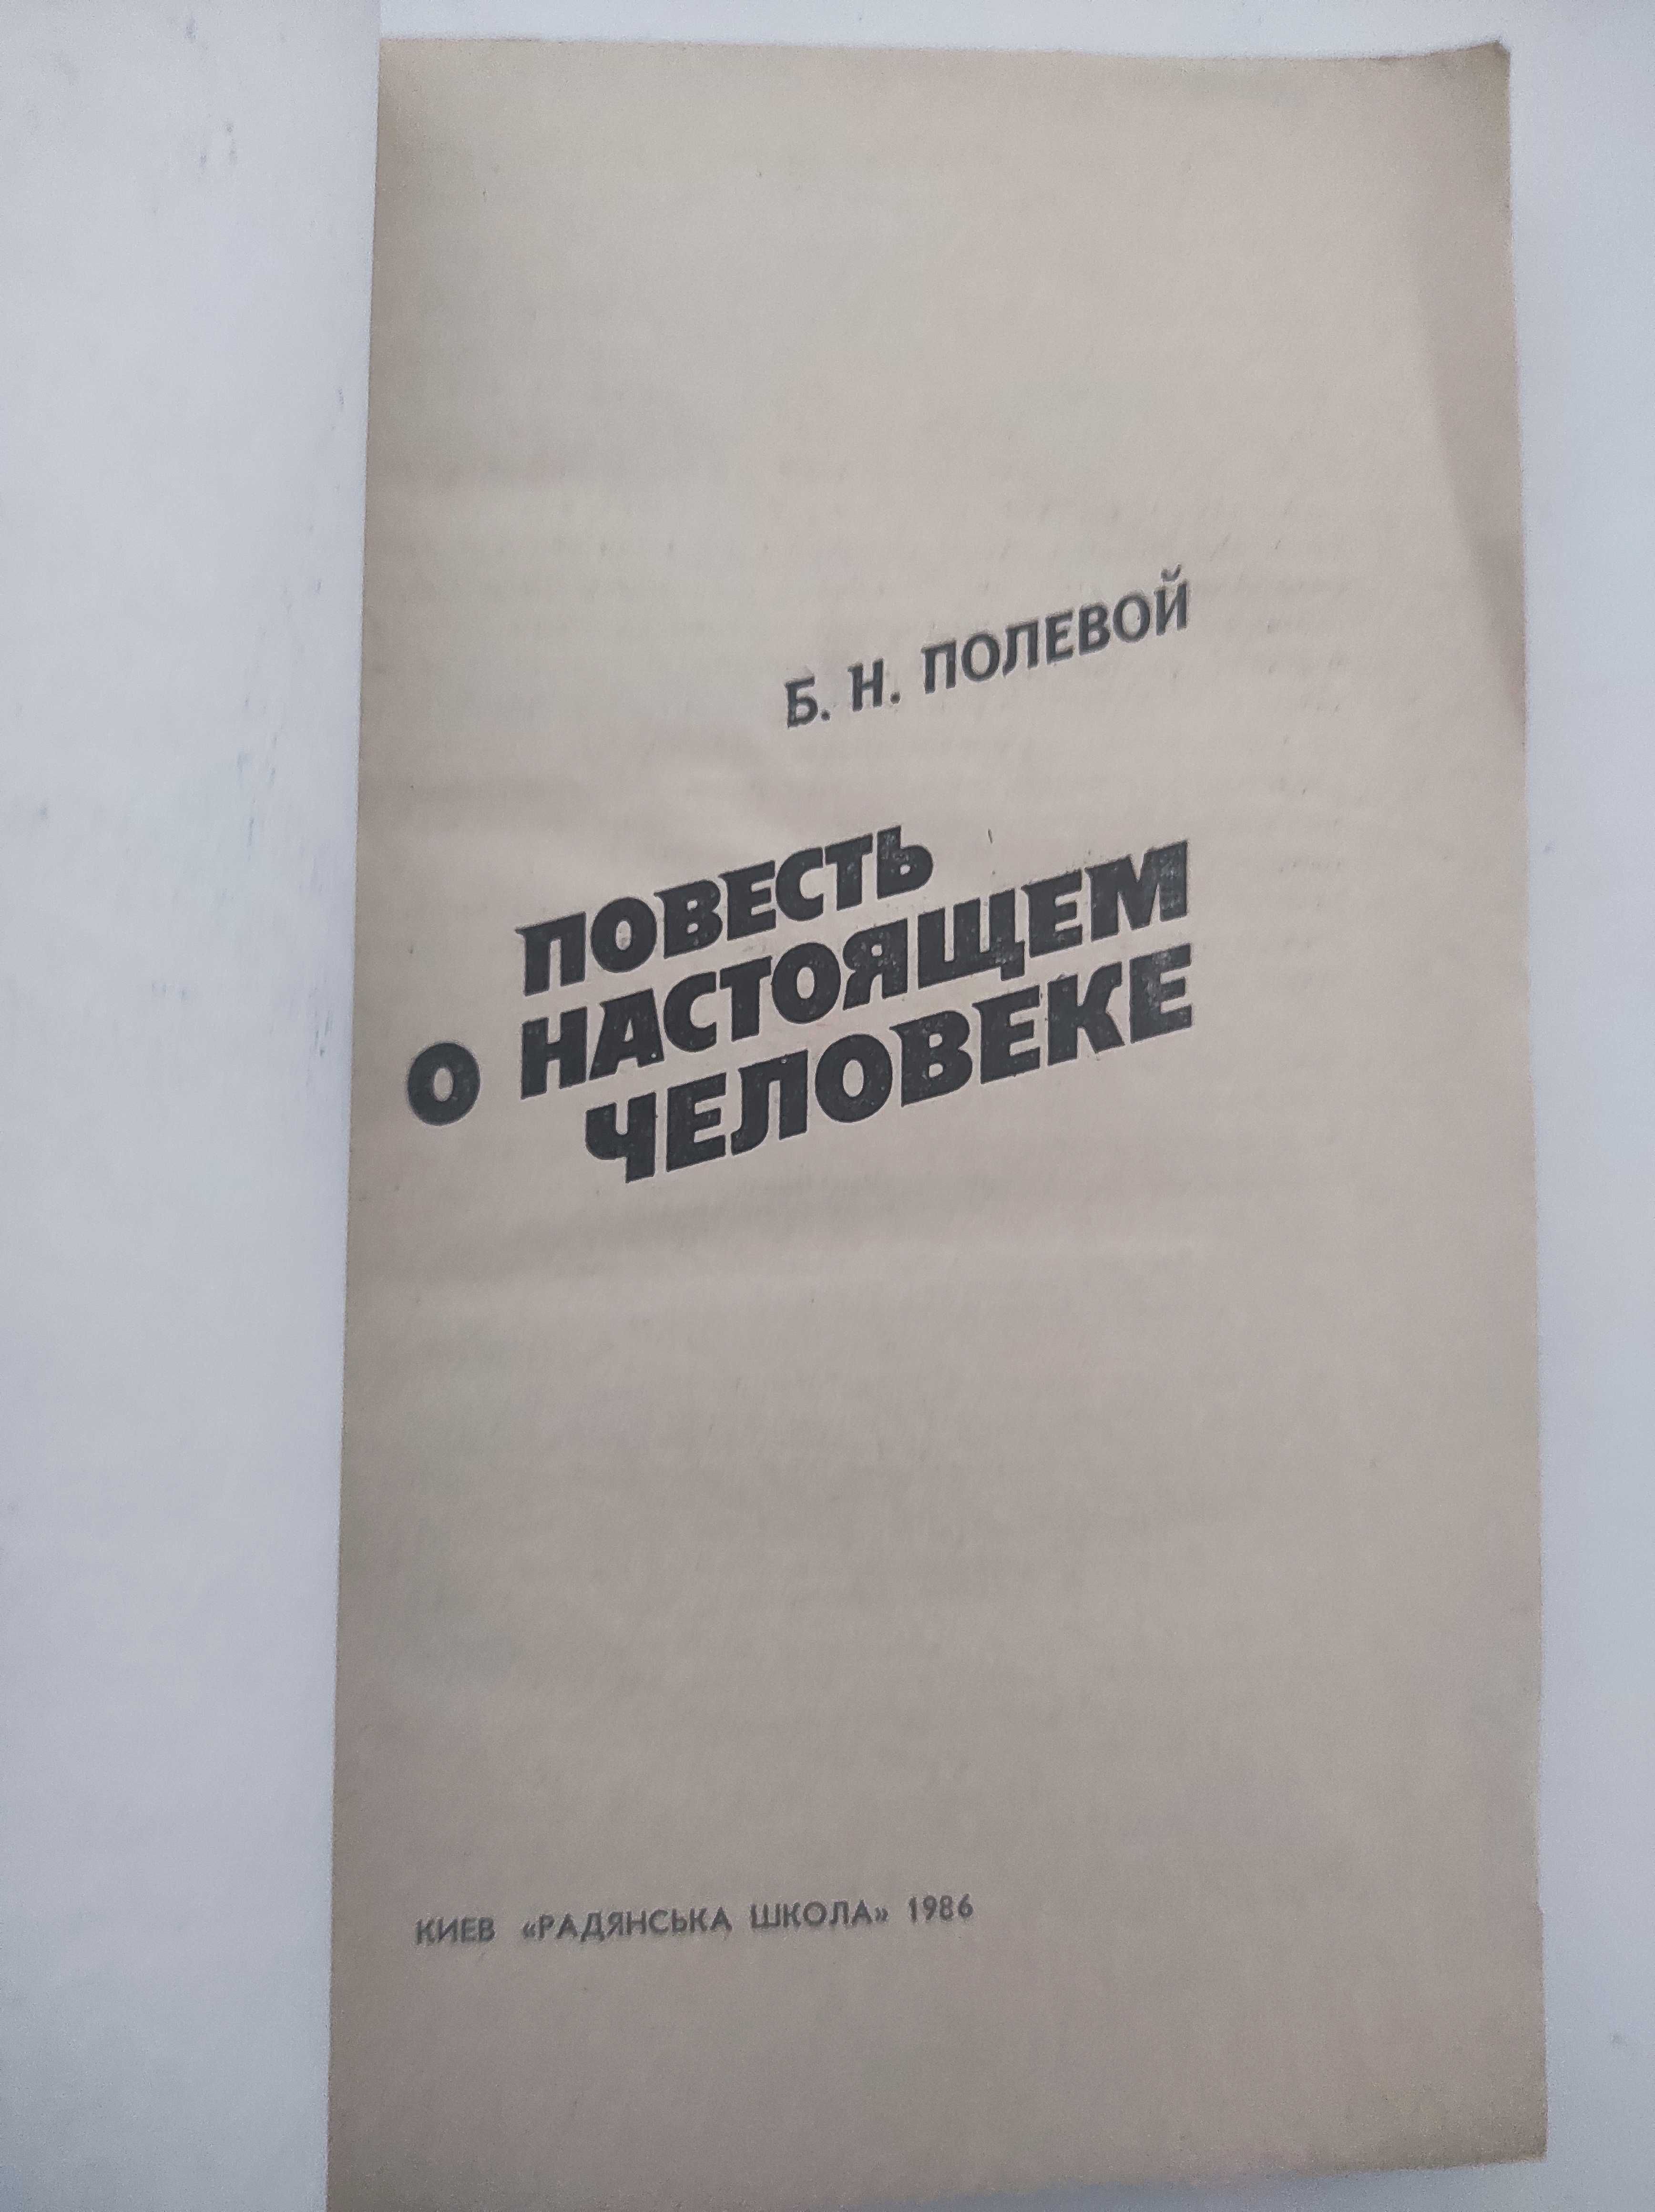 Б. Н. ПОЛЕВОЙ
ПОВЕСТЬ
О НАСТОЯЩЕМ
ЧЕЛОВЕКЕ
КИЕВ «РАДЯНСЬКА ШКОЛА» 1986